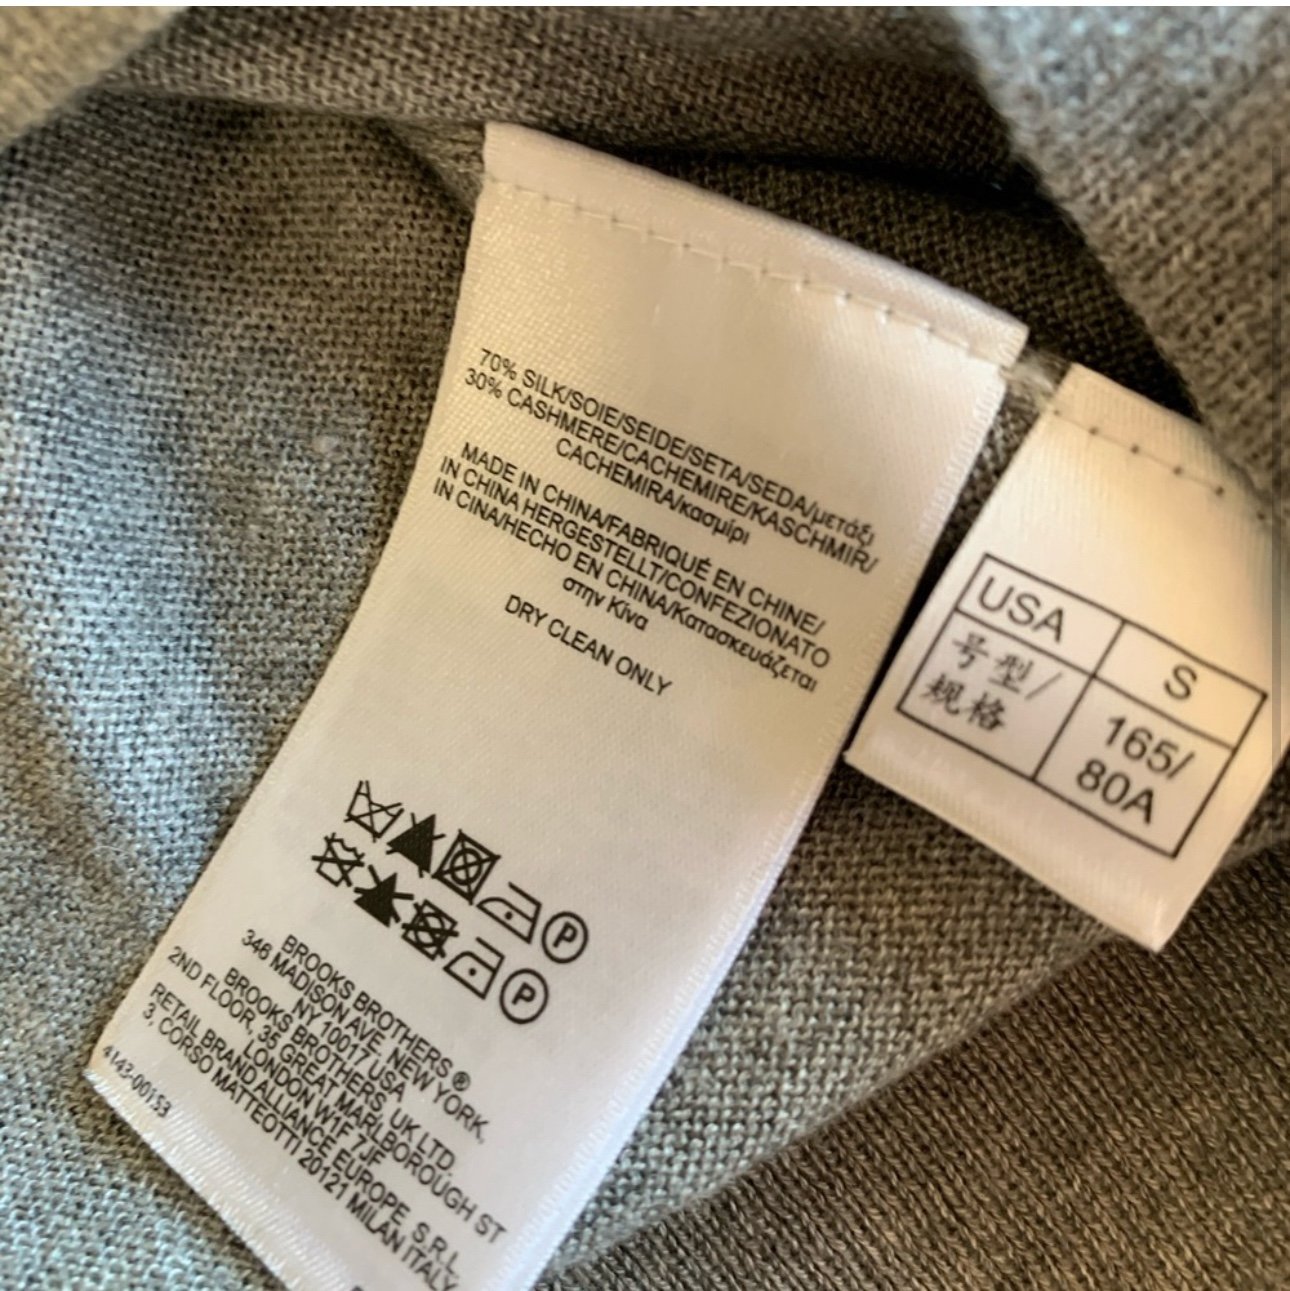 70% SILK/SOIE/SEIDE/SETA/SEDA/μετάξι
30% CASHMERE/CACHEMIRE/KASCHMIR/
CACHEMIRA/κασμίρι
MADE IN CHINA/FABRIQUÉ EN CHINE/
IN CHINA HERGESTELLT/CONFEZIONATO
IN CINA/HECHO EN CHINA/Κατασκευάζεται
στην Κίνα
DRY CLEAN ONLY
P
P
BROOKS BROTHERS ®
346 MADISON AVE. NEW YORK.
NY 10017, USA
BROOKS BROTHERS, UK LTD.
2ND FLOOR, 35 GREAT MARLBOROUGH ST
LONDON W1F 7JF
RETAIL BRAND ALLIANCE EUROPE, S.R.L
3, CORSO MATTEOTTI 20121 MILAN ITALY
4143-00153
USA
S
号型/
规格
165/
80A